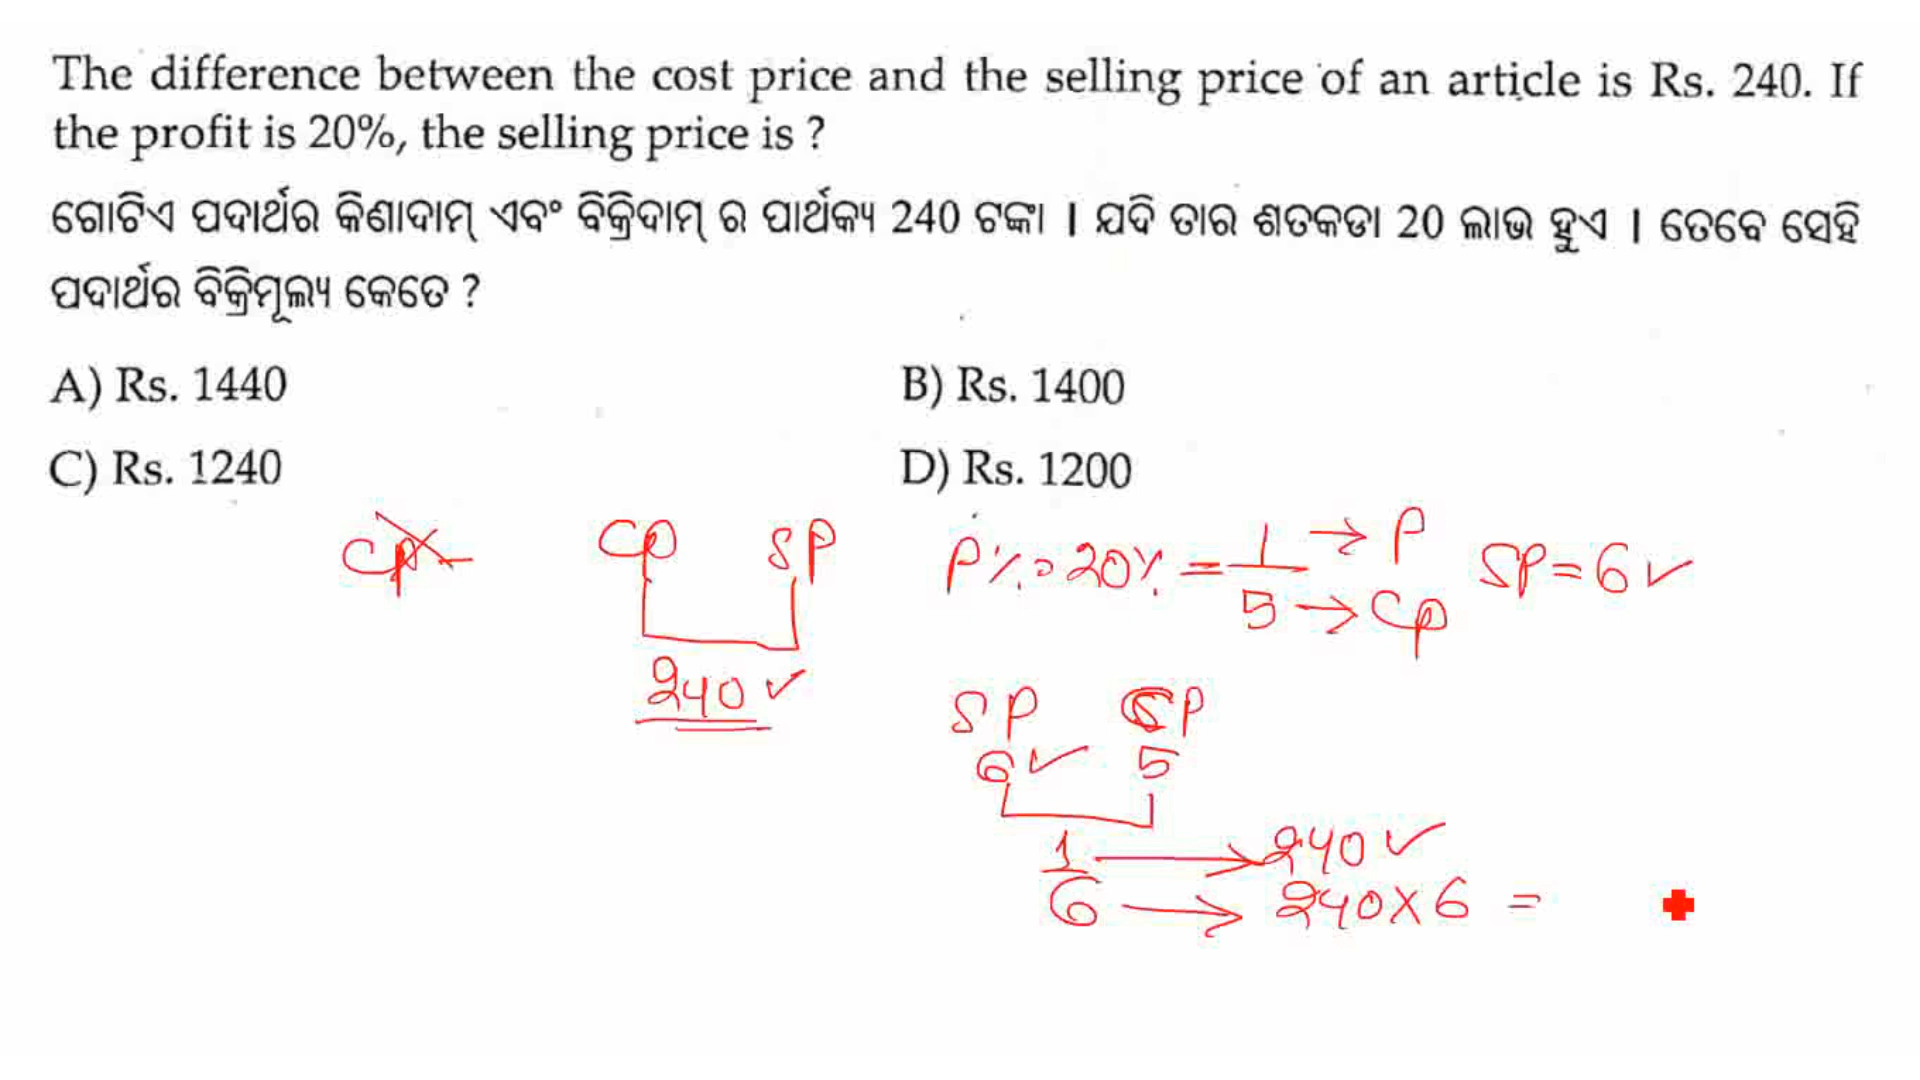 The difference between the cost price and the selling price of an article is Rs. 240. If
the profit is 20%, the selling price is ?
ଗୋଟିଏ ପଦାର୍ଥର କିଣାଦାମ୍ ଏବଂ ବିକ୍ରିଦାମ୍ ର ପାର୍ଥକ୍ୟ 240 ଟଙ୍କା । ଯଦି ତାର ଶତକଡା 20 ଲାଭ ହୁଏ । ତେବେ ସେହି
ପଦାର୍ଥର ବିକ୍ରିମୂଲ୍ୟ କେତେ ?
A) Rs. 1440
B) Rs. 1400
C) Rs. 1240
D) Rs. 1200
CP
CP SP
240 ✓
P% = 20% = 1/5 → P → CP SP = 6 ✓
SP CP
6 ✓ 5
1 → 240 ✓
6 → 240 × 6 =